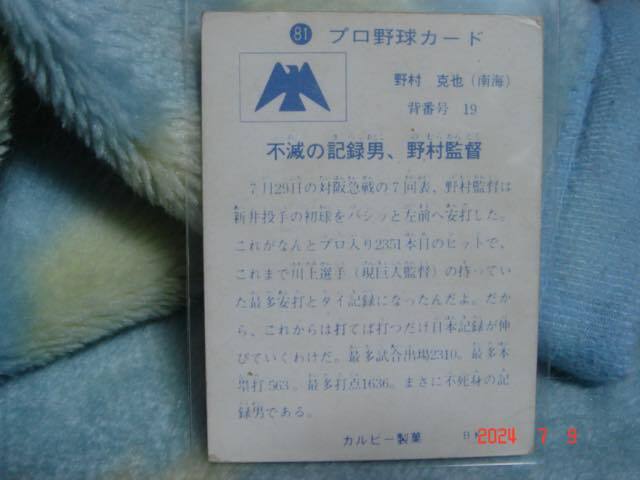 81 プロ野球カード
野村 克也(南海)
背番号 19
不滅の記録男、野村監督
7月29日の対阪急戦の7回表、野村監督は
新井投手の初球をバシッと左前へ安打した。
これがなんとプロ入り2351本目のヒットで、
これまで川上選手(現巨人監督)の持ってい
た最多安打とタイ記録になったんだよ。だか
ら、これからは打てば打つだけ日本記録が伸
びていくわけだ。最多試合出場2310。最多本
塁打563。最多打点1636。まさに不死身の記
録男である。
カルビー製菓
2024 7 9